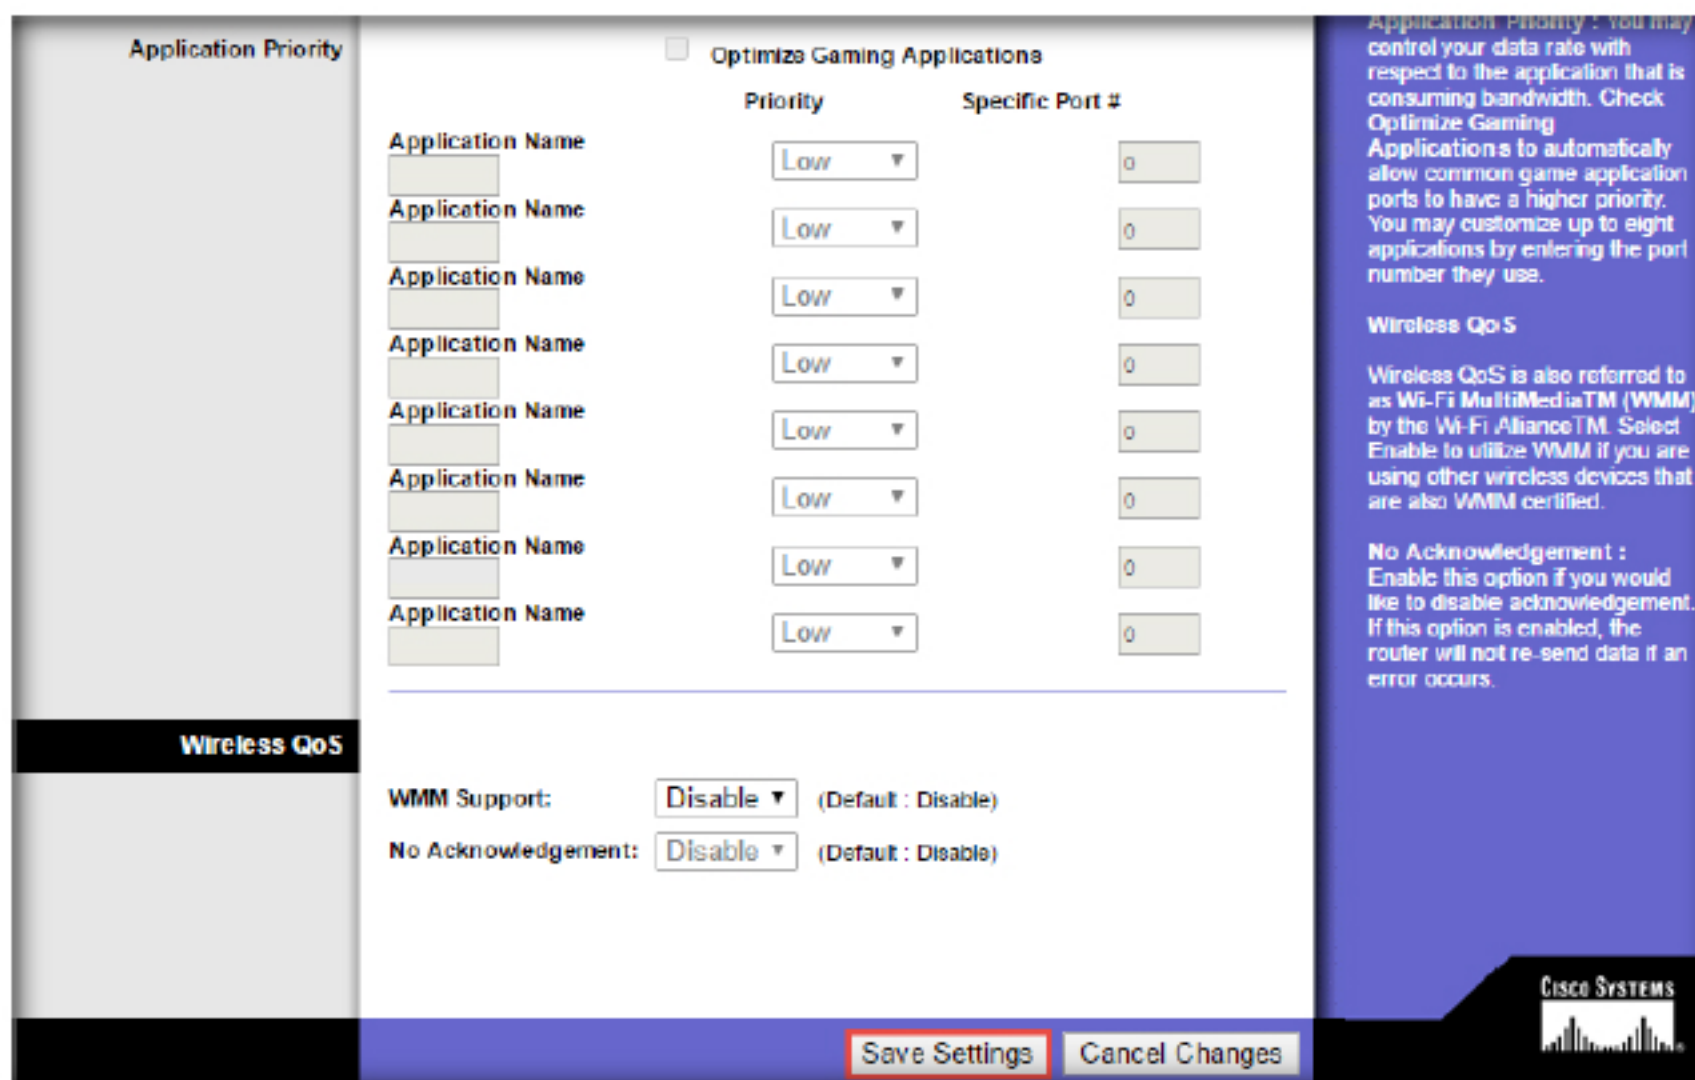 Application Priority
Optimize Gaming Applications
Priority Specific Port #
Application Name
Low 0
Application Name
Low 0
Application Name
Low 0
Application Name
Low 0
Application Name
Low 0
Application Name
Low 0
Application Name
Low 0
Application Name
Low 0
Wireless QoS
WMM Support: Disable (Default : Disable)
No Acknowledgement: Disable (Default : Disable)
Save Settings Cancel Changes
Application Priority : You may
control your data rate with
respect to the application that is
consuming bandwidth. Check
Optimize Gaming
Applications to automatically
allow common game application
ports to have a higher priority.
You may customize up to eight
applications by entering the port
number they use.
Wireless QoS
Wireless QoS is also referred to
as Wi-Fi MultiMediaTM (WMM)
by the Wi-Fi AllianceTM. Select
Enable to utilize WMM if you are
using other wireless devices that
are also WMM certified.
No Acknowledgement :
Enable this option if you would
like to disable acknowledgement.
If this option is enabled, the
router will not re-send data if an
error occurs.
CISCO SYSTEMS